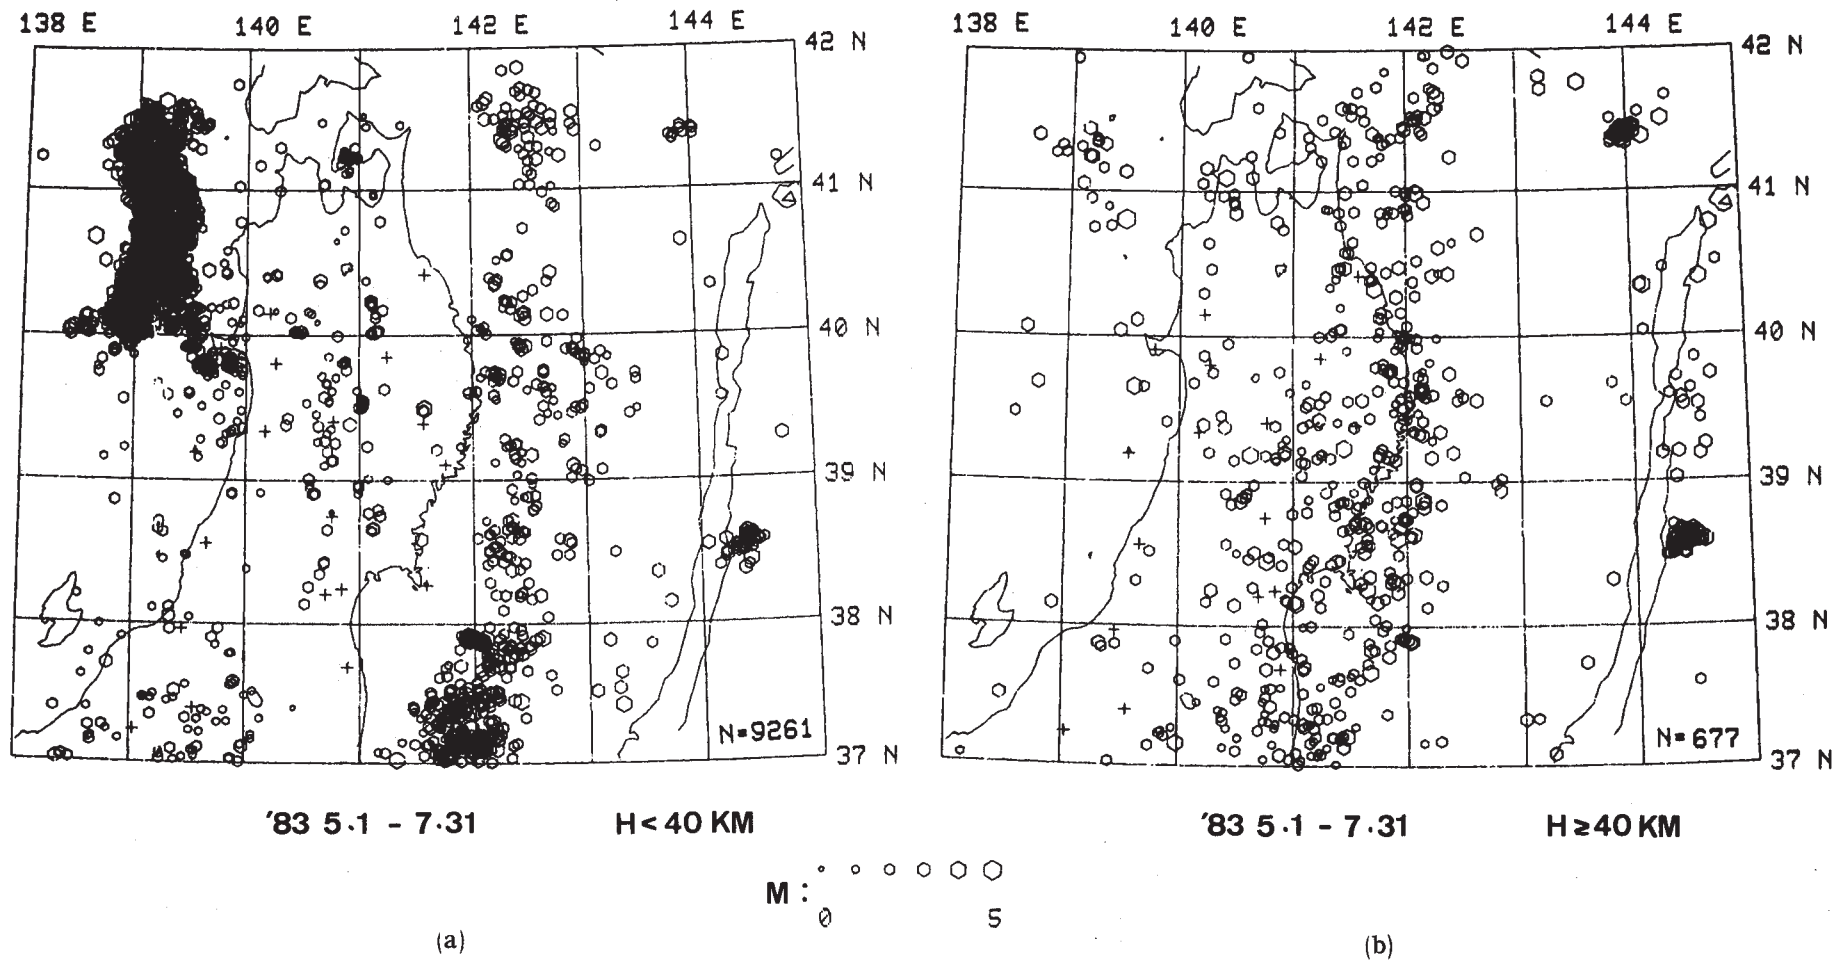 138 E 140 E 142 E 144 E
42 N
41 N
40 N
39 N
38 N
37 N
N=9261
'83 5.1 - 7.31 H < 40 KM
(a)
138 E 140 E 142 E 144 E
42 N
41 N
40 N
39 N
38 N
37 N
N=677
'83 5.1 - 7.31 H ≥ 40 KM
(b)
M :
0 5